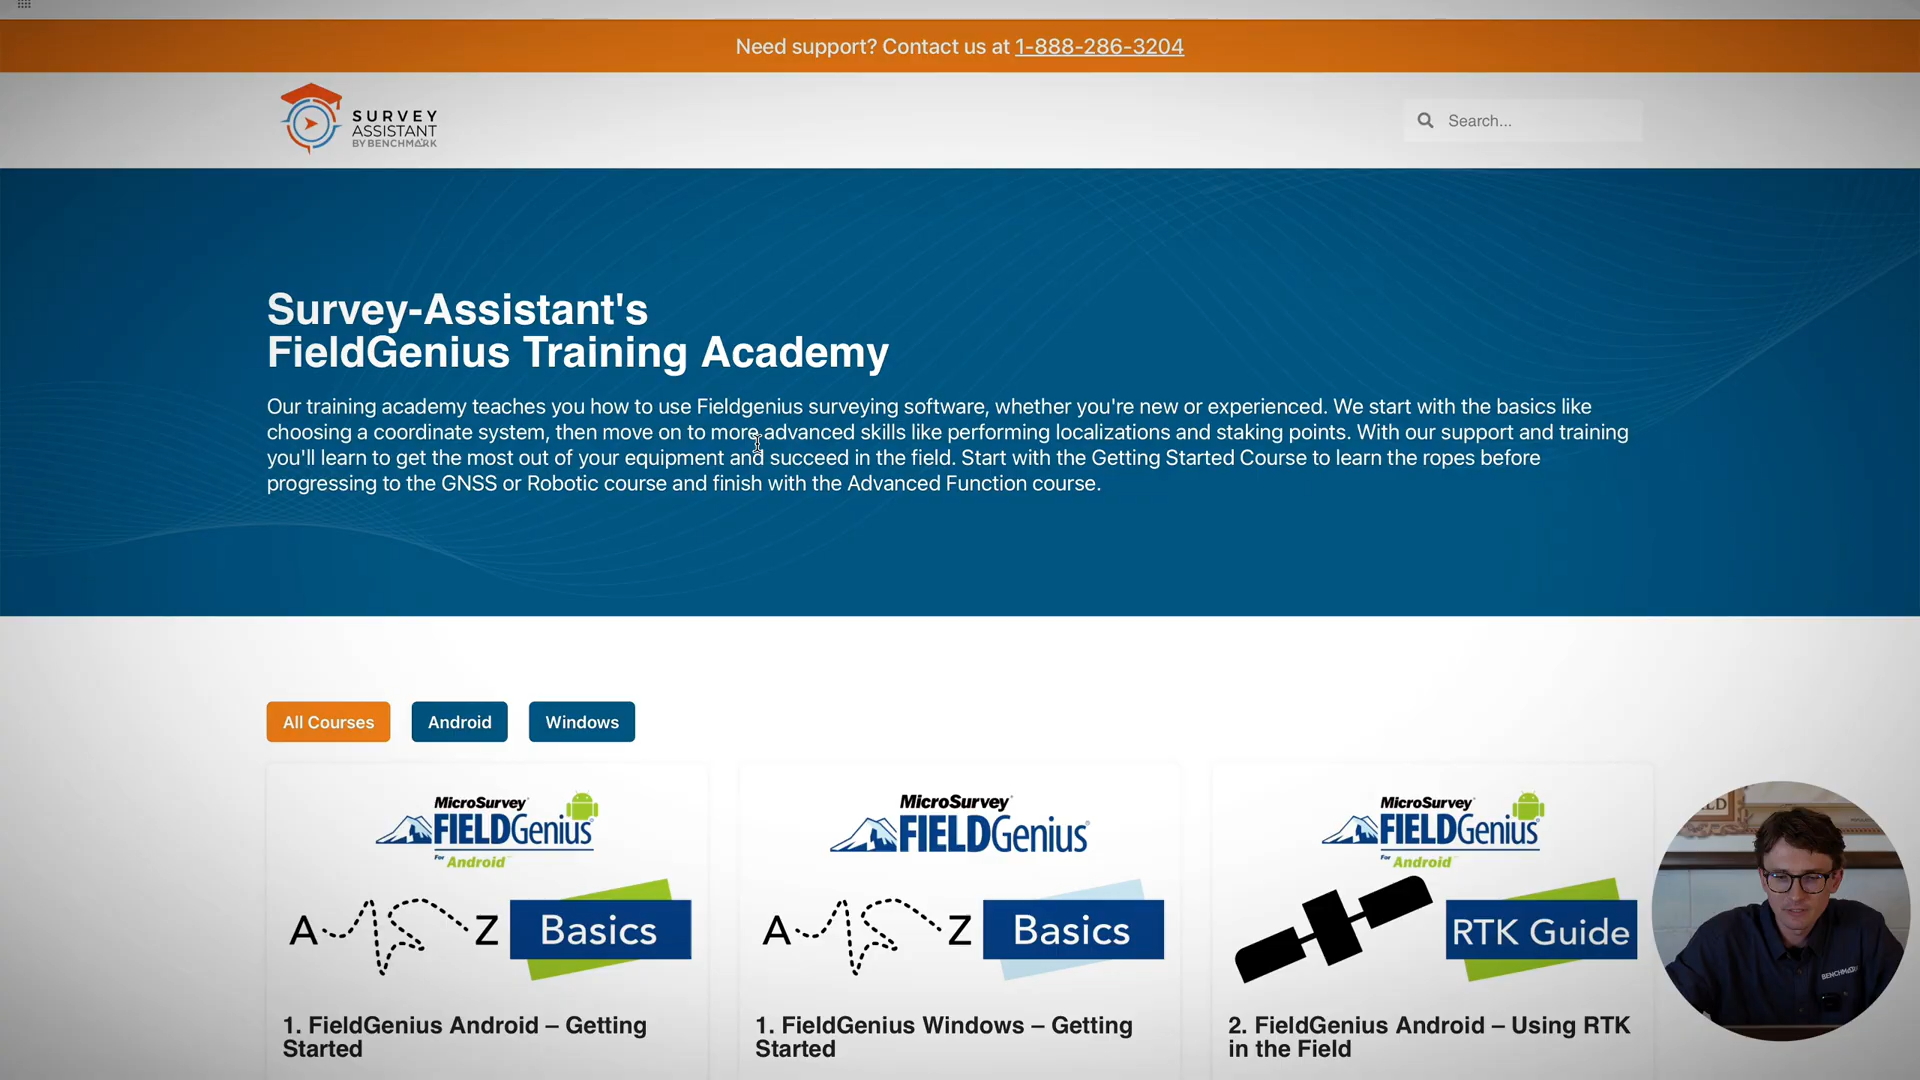 Need support? Contact us at 1-888-286-3204
SURVEY
ASSISTANT
BY BENCHMARK
Search...
Survey-Assistant's
FieldGenius Training Academy
Our training academy teaches you how to use Fieldgenius surveying software, whether you're new or experienced. We start with the basics like
choosing a coordinate system, then move on to more advanced skills like performing localizations and staking points. With our support and training
you'll learn to get the most out of your equipment and succeed in the field. Start with the Getting Started Course to learn the ropes before
progressing to the GNSS or Robotic course and finish with the Advanced Function course.
All Courses
Android
Windows
MicroSurvey
FIELDGenius
For Android
A Z Basics
1. FieldGenius Android – Getting
Started
MicroSurvey
FIELDGenius
A Z Basics
1. FieldGenius Windows – Getting
Started
MicroSurvey
FIELDGenius
For Android
RTK Guide
2. FieldGenius Android – Using RTK
in the Field
BENCHMARK